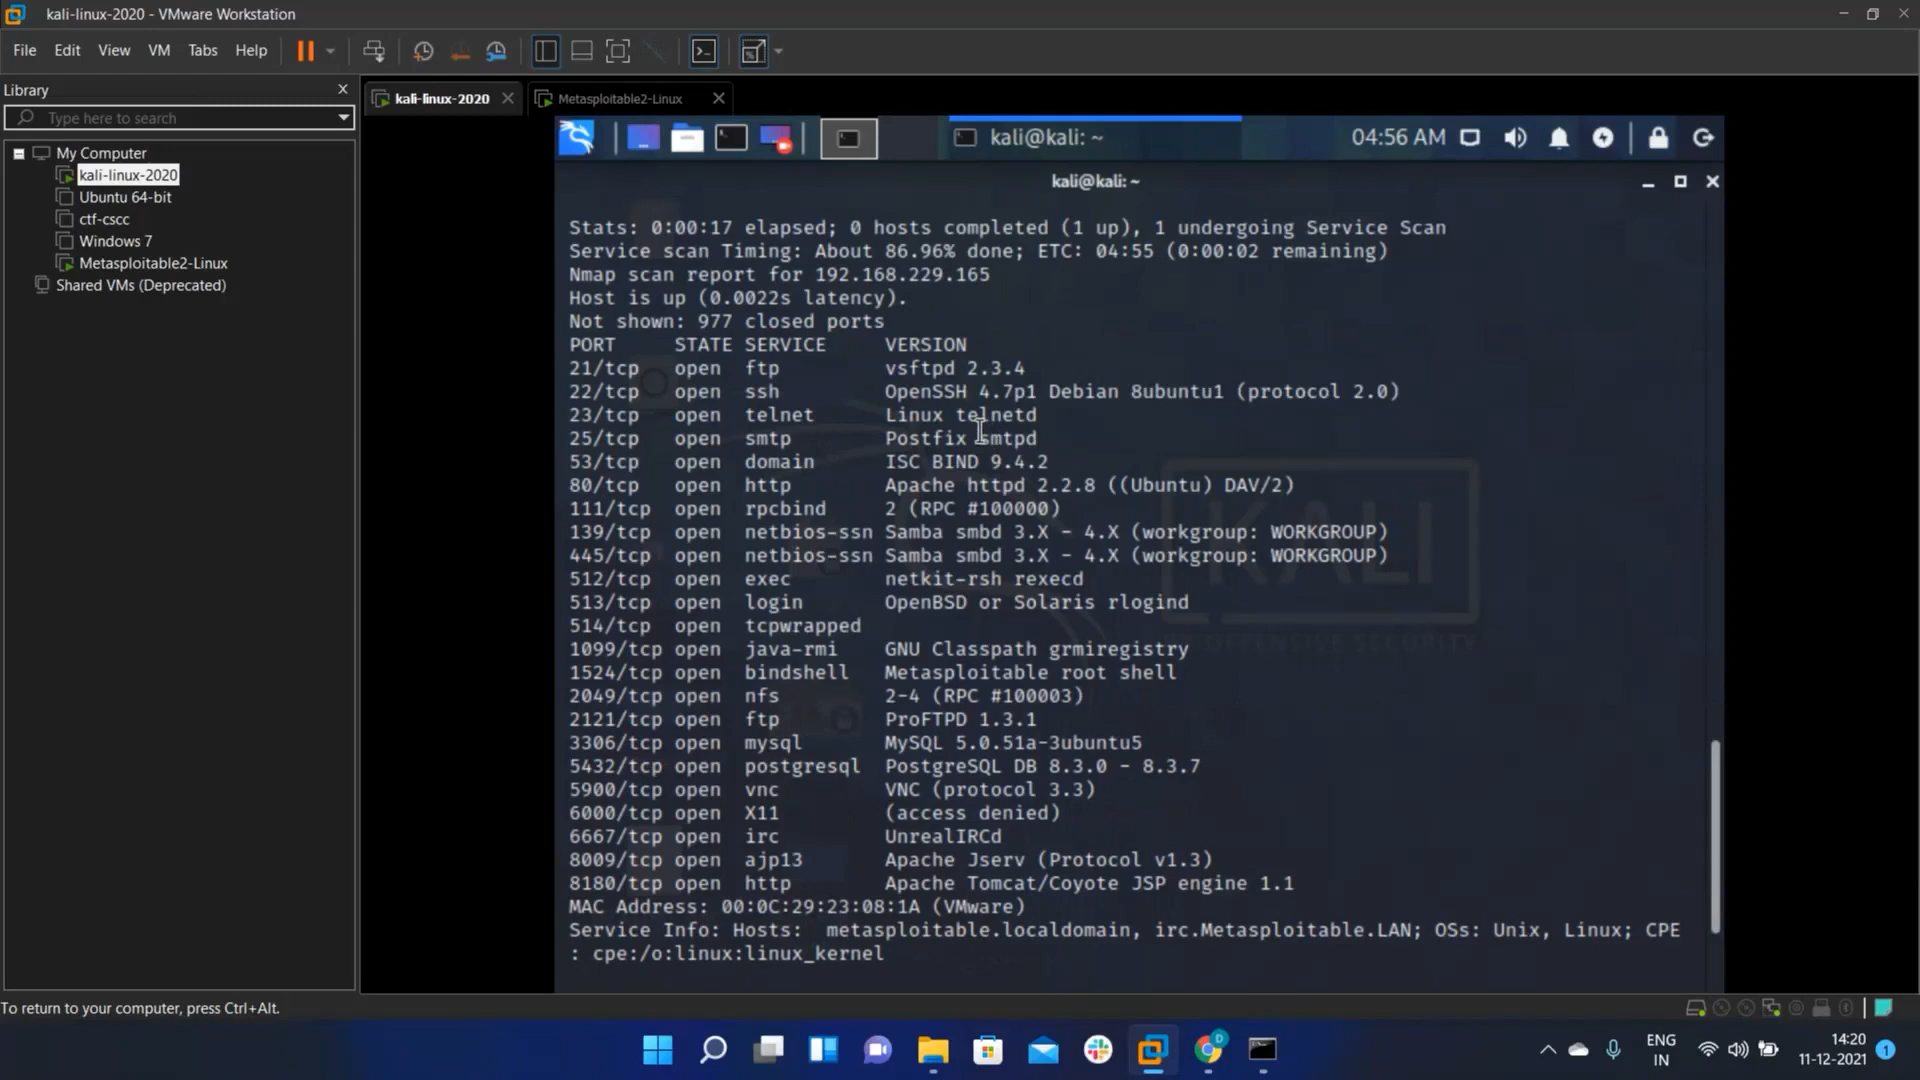 kali-linux-2020 - VMware Workstation
File Edit View VM Tabs Help
Library
Type here to search
My Computer
kali-linux-2020
Ubuntu 64-bit
ctf-cscc
Windows 7
Metasploitable2-Linux
Shared VMs (Deprecated)
kali-linux-2020 Metasploitable2-Linux
kali@kali: ~ 04:56 AM
kali@kali: ~
Stats: 0:00:17 elapsed; 0 hosts completed (1 up), 1 undergoing Service Scan
Service scan Timing: About 86.96% done; ETC: 04:55 (0:00:02 remaining)
Nmap scan report for 192.168.229.165
Host is up (0.0022s latency).
Not shown: 977 closed ports
PORT STATE SERVICE VERSION
21/tcp open ftp vsftpd 2.3.4
22/tcp open ssh OpenSSH 4.7p1 Debian 8ubuntu1 (protocol 2.0)
23/tcp open telnet Linux telnetd
25/tcp open smtp Postfix smtpd
53/tcp open domain ISC BIND 9.4.2
80/tcp open http Apache httpd 2.2.8 ((Ubuntu) DAV/2)
111/tcp open rpcbind 2 (RPC #100000)
139/tcp open netbios-ssn Samba smbd 3.X - 4.X (workgroup: WORKGROUP)
445/tcp open netbios-ssn Samba smbd 3.X - 4.X (workgroup: WORKGROUP)
512/tcp open exec netkit-rsh rexecd
513/tcp open login OpenBSD or Solaris rlogind
514/tcp open tcpwrapped
1099/tcp open java-rmi GNU Classpath grmiregistry
1524/tcp open bindshell Metasploitable root shell
2049/tcp open nfs 2-4 (RPC #100003)
2121/tcp open ftp ProFTPD 1.3.1
3306/tcp open mysql MySQL 5.0.51a-3ubuntu5
5432/tcp open postgresql PostgreSQL DB 8.3.0 - 8.3.7
5900/tcp open vnc VNC (protocol 3.3)
6000/tcp open X11 (access denied)
6667/tcp open irc UnrealIRCd
8009/tcp open ajp13 Apache Jserv (Protocol v1.3)
8180/tcp open http Apache Tomcat/Coyote JSP engine 1.1
MAC Address: 00:0C:29:23:08:1A (VMware)
Service Info: Hosts: metasploitable.localdomain, irc.Metasploitable.LAN; OSs: Unix, Linux; CPE
: cpe:/o:linux:linux_kernel
KALI
BY OFFENSIVE SECURITY
To return to your computer, press Ctrl+Alt.
ENG
IN
14:20
11-12-2021
1